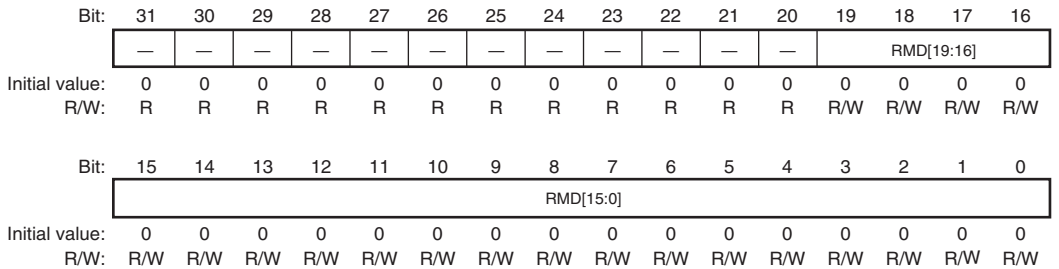 Bit: 31 30 29 28 27 26 25 24 23 22 21 20 19 18 17 16
— — — — — — — — — — — — RMD[19:16]
Initial value: 0 0 0 0 0 0 0 0 0 0 0 0 0 0 0 0
R/W: R R R R R R R R R R R R R/W R/W R/W R/W
Bit: 15 14 13 12 11 10 9 8 7 6 5 4 3 2 1 0
RMD[15:0]
Initial value: 0 0 0 0 0 0 0 0 0 0 0 0 0 0 0 0
R/W: R/W R/W R/W R/W R/W R/W R/W R/W R/W R/W R/W R/W R/W R/W R/W R/W